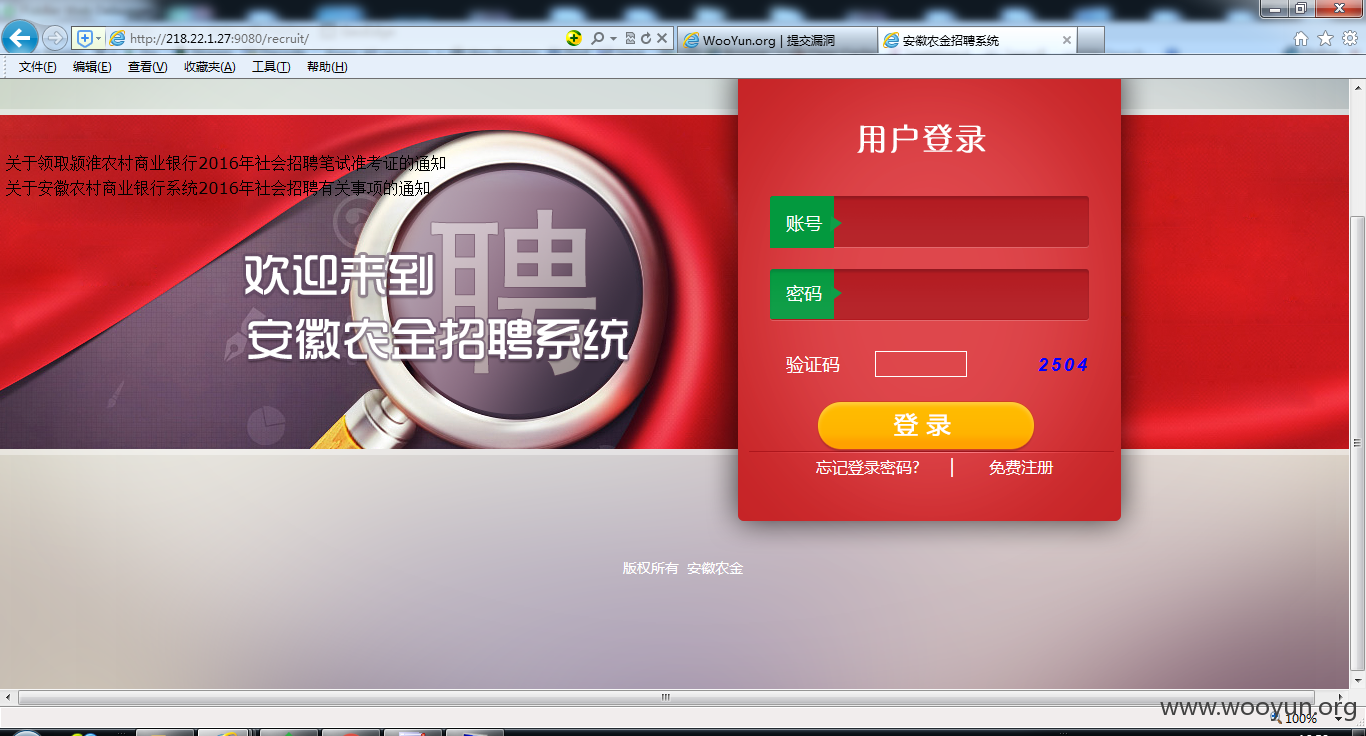 http://218.22.1.27:9080/recruit/
WooYun.org | 提交漏洞
安徽农金招聘系统
文件(F) 编辑(E) 查看(V) 收藏夹(A) 工具(T) 帮助(H)
关于领取颍淮农村商业银行2016年社会招聘笔试准考证的通知
关于安徽农村商业银行系统2016年社会招聘有关事项的通知
聘
欢迎来到
安徽农金招聘系统
用户登录
账号
密码
验证码 2504
登 录
忘记登录密码? | 免费注册
版权所有 安徽农金
www.wooyun.org
100%